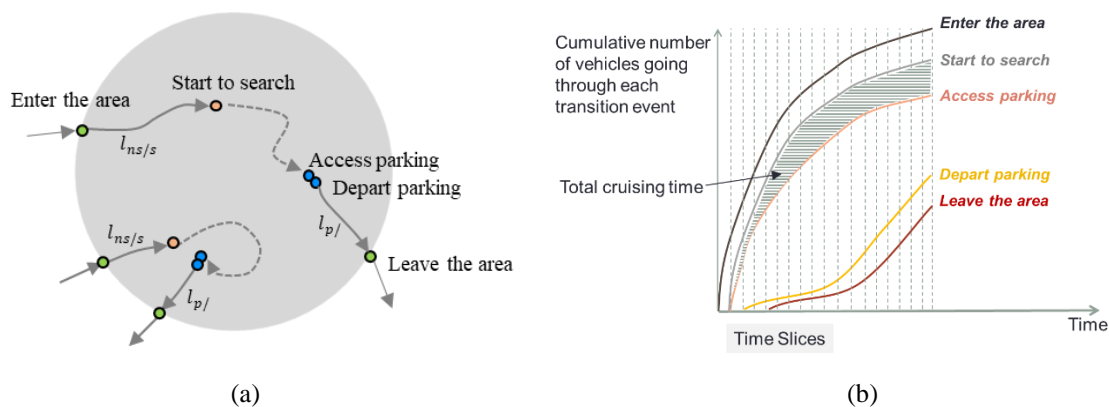 Enter the area
Start to search
l_{ns/s}
Access parking
Depart parking
l_{p/}
Leave the area
l_{ns/s}
l_{p/}
(a)
Cumulative number
of vehicles going
through each
transition event
Enter the area
Start to search
Access parking
Total cruising time
Depart parking
Leave the area
Time
Time Slices
(b)